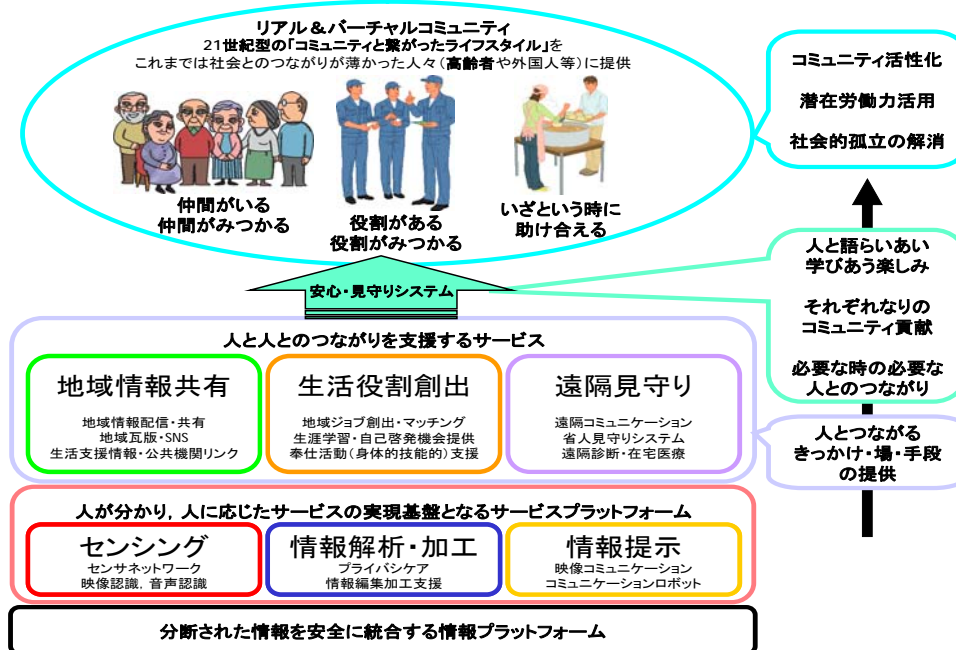 リアル＆バーチャルコミュニティ
21世紀型の「コミュニティと繋がったライフスタイル」を
これまでは社会とのつながりが薄かった人々（高齢者や外国人等）に提供
仲間がいる
仲間がみつかる
役割がある
役割がみつかる
いざという時に
助け合える
コミュニティ活性化
潜在労働力活用
社会的孤立の解消
安心・見守りシステム
人と語らいあい
学びあう楽しみ
それぞれなりの
コミュニティ貢献
必要な時の必要な
人とのつながり
人と人とのつながりを支援するサービス
地域情報共有
地域情報配信・共有
地域瓦版・SNS
生活支援情報・公共機関リンク
生活役割創出
地域ジョブ創出・マッチング
生涯学習・自己啓発機会提供
奉仕活動（身体的技能的）支援
遠隔見守り
遠隔コミュニケーション
省人見守りシステム
遠隔診断・在宅医療
人とつながる
きっかけ・場・手段
の提供
人が分かり，人に応じたサービスの実現基盤となるサービスプラットフォーム
センシング
センサネットワーク
映像認識，音声認識
情報解析・加工
プライバシケア
情報編集加工支援
情報提示
映像コミュニケーション
コミュニケーションロボット
分断された情報を安全に統合する情報プラットフォーム